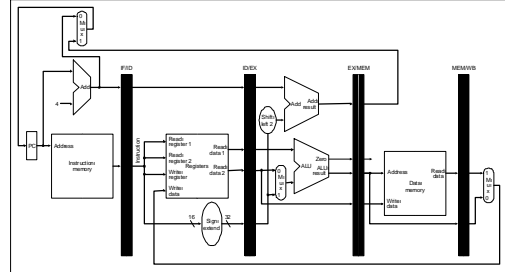 0
M
u
x
1
IF/ID
ID/EX
EX/MEM
MEM/WB
Add
4
PC
Address
Instruction
memory
Instruction
Read
register 1
Read
register 2
Registers
Write
register
Write
data
Read
data 1
Read
data 2
16
Sign
extend
32
Shift
left 2
0
M
u
x
1
Add
Add
result
ALU
Zero
ALU
result
Address
Data
memory
Write
data
Read
data
1
M
u
x
0